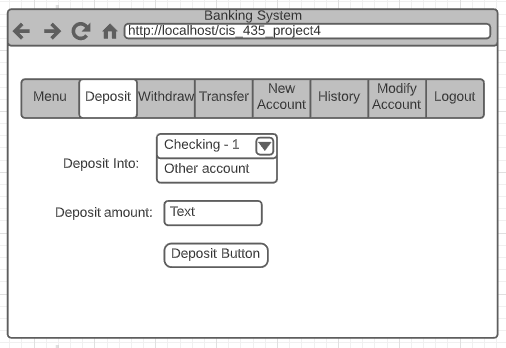 Banking System
http://localhost/cis_435_project4
Menu
Deposit
Withdraw
Transfer
New
Account
History
Modify
Account
Logout
Checking - 1
Deposit Into:
Other account
Deposit amount:
Text
Deposit Button